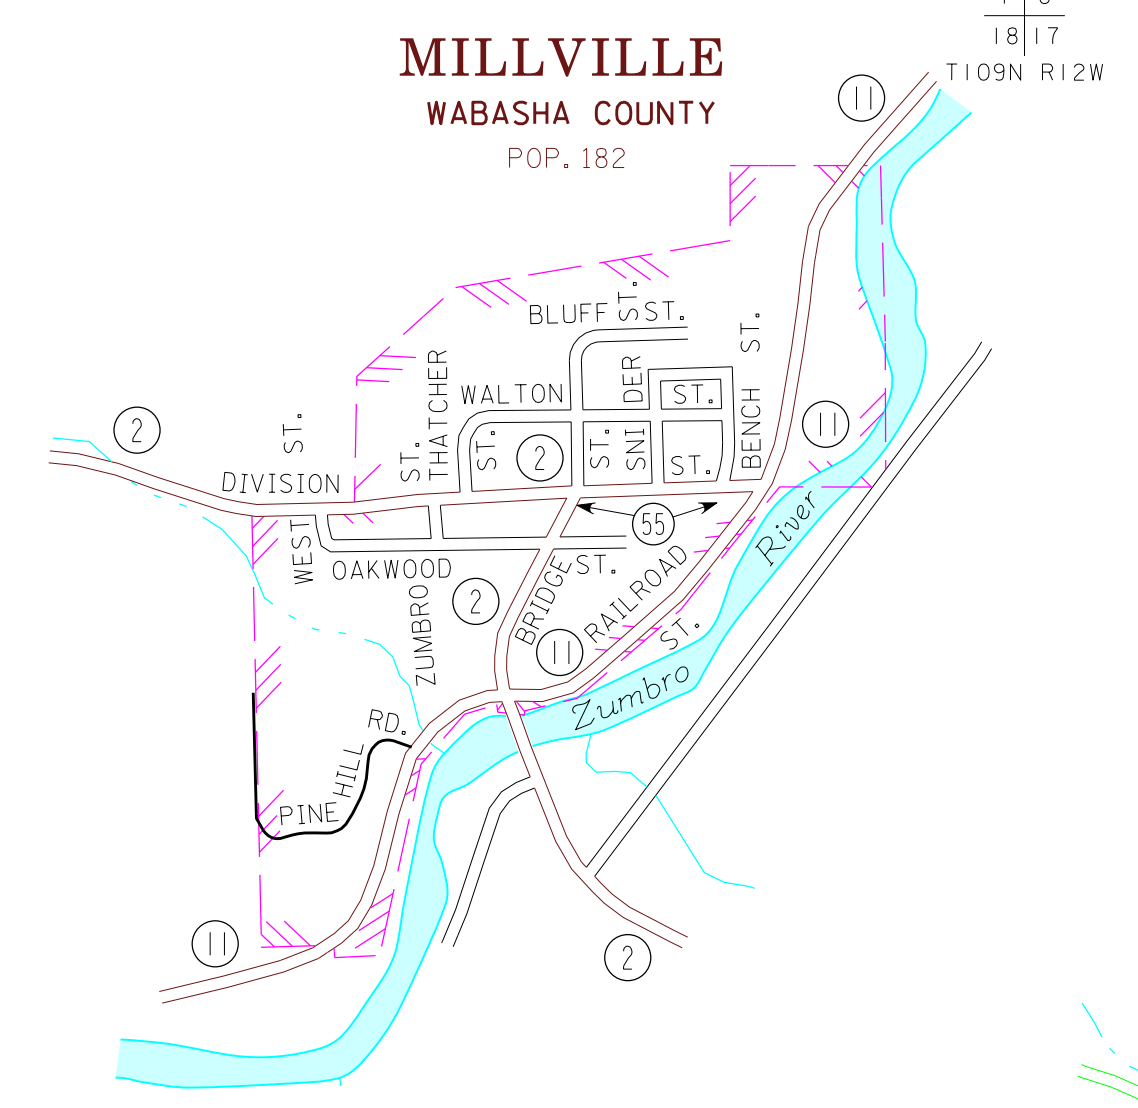 18 17
T109N R12W
MILLVILLE
WABASHA COUNTY
POP. 182
11
BLUFF ST.
ST.
ST.
BENCH
THATCHER
ST.
WALTON
SNI DER
ST.
ST.
ST.
ST.
2
11
ST.
2
DIVISION
ST.
55
WEST
OAKWOOD
ST.
River
ZUMBRO
2
BRIDGE
RAILROAD
ST.
11
Zumbro
PINE HILL RD.
11
2